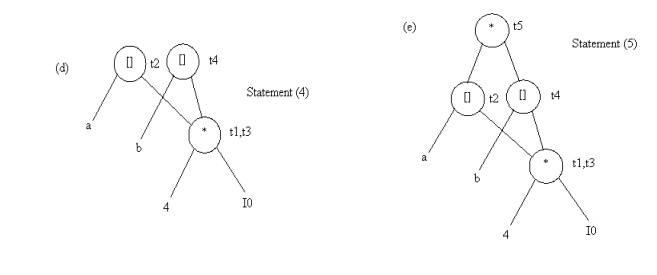 (d)
[] t2
[] t4
Statement (4)
a
b
* t1,t3
4
I0
(e)
* t5
Statement (5)
[] t2
[] t4
a
b
* t1,t3
4
I0